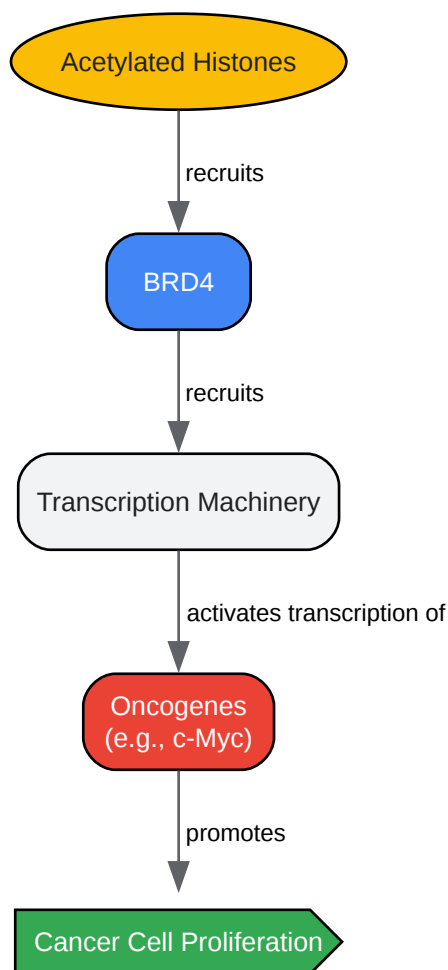 Acetylated Histones
recruits
BRD4
recruits
Transcription Machinery
activates transcription of
Oncogenes
(e.g., c-Myc)
promotes
Cancer Cell Proliferation